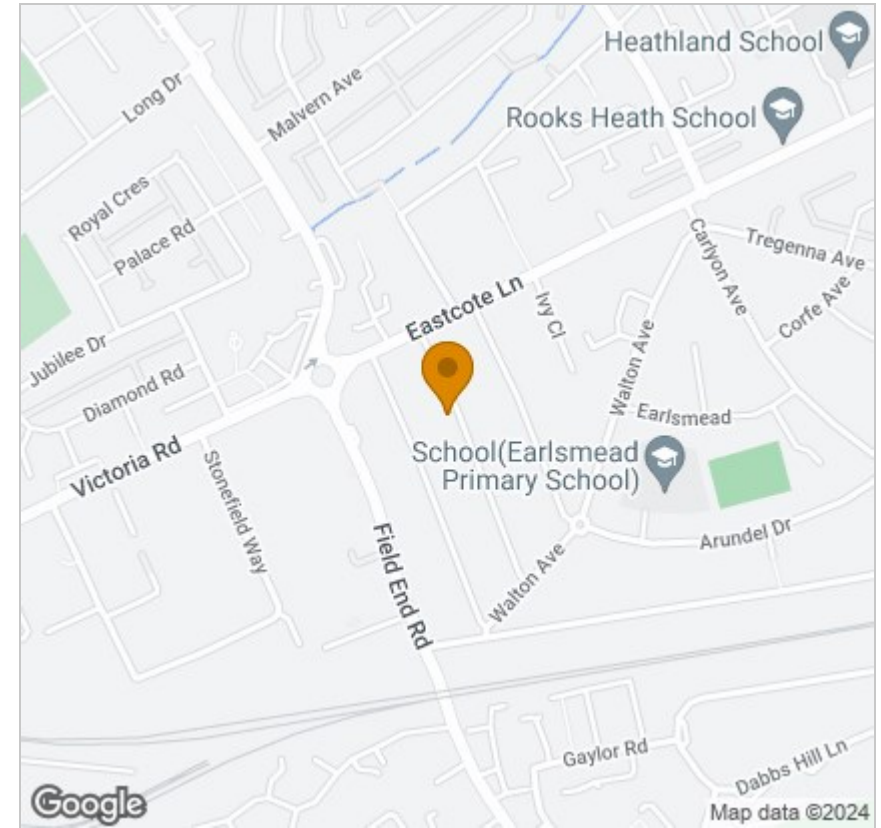 Heathland School
Long Dr
Malvern Ave
Rooks Heath School
Royal Cres
Palace Rd
Carlyon Ave
Tregenna Ave
Eastcote Ln
Ivy Cl
Corfe Ave
Jubilee Dr
Diamond Rd
Walton Ave
Earlsmead
Victoria Rd
School(Earlsmead
Primary School)
Stonefield Way
Field End Rd
Arundel Dr
Walton Ave
Gaylor Rd
Dabbs Hill Ln
Google
Map data ©2024